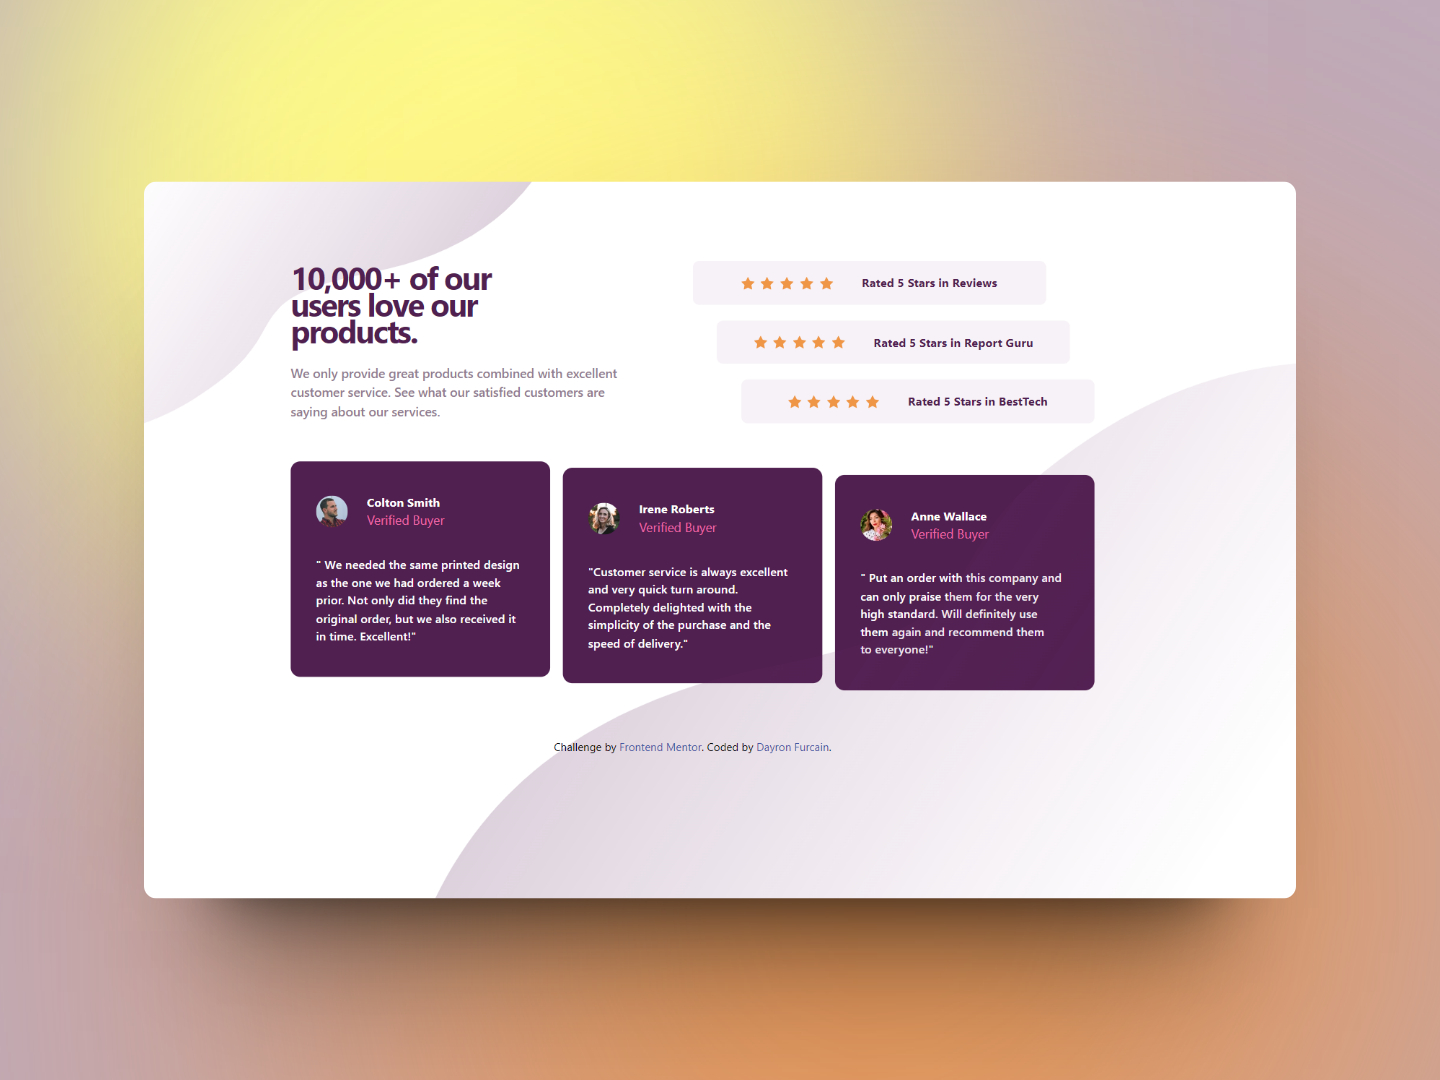 10,000+ of our
users love our
products.
We only provide great products combined with excellent
customer service. See what our satisfied customers are
saying about our services.
Rated 5 Stars in Reviews
Rated 5 Stars in Report Guru
Rated 5 Stars in BestTech
Colton Smith
Verified Buyer
" We needed the same printed design
as the one we had ordered a week
prior. Not only did they find the
original order, but we also received it
in time. Excellent!"
Irene Roberts
Verified Buyer
"Customer service is always excellent
and very quick turn around.
Completely delighted with the
simplicity of the purchase and the
speed of delivery."
Anne Wallace
Verified Buyer
" Put an order with this company and
can only praise them for the very
high standard. Will definitely use
them again and recommend them
to everyone!"
Challenge by Frontend Mentor. Coded by Dayron Furcain.